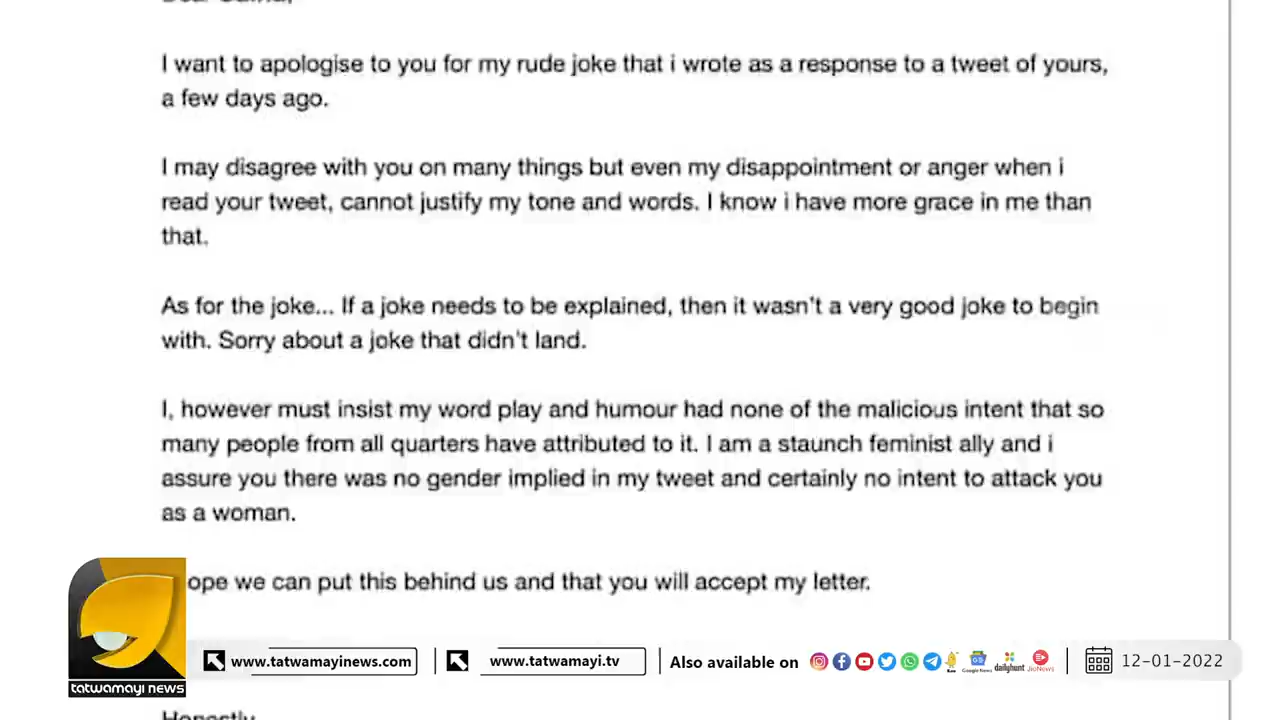 I want to apologise to you for my rude joke that i wrote as a response to a tweet of yours,
a few days ago.
I may disagree with you on many things but even my disappointment or anger when i
read your tweet, cannot justify my tone and words. I know i have more grace in me than
that.
As for the joke... If a joke needs to be explained, then it wasn't a very good joke to begin
with. Sorry about a joke that didn't land.
I, however must insist my word play and humour had none of the malicious intent that so
many people from all quarters have attributed to it. I am a staunch feminist ally and i
assure you there was no gender implied in my tweet and certainly no intent to attack you
as a woman.
ope we can put this behind us and that you will accept my letter.
tatwamayi news
www.tatwamayinews.com
www.tatwamayi.tv
Also available on
Koo
Google News
dailyhunt
JioNews
12-01-2022
Honestly